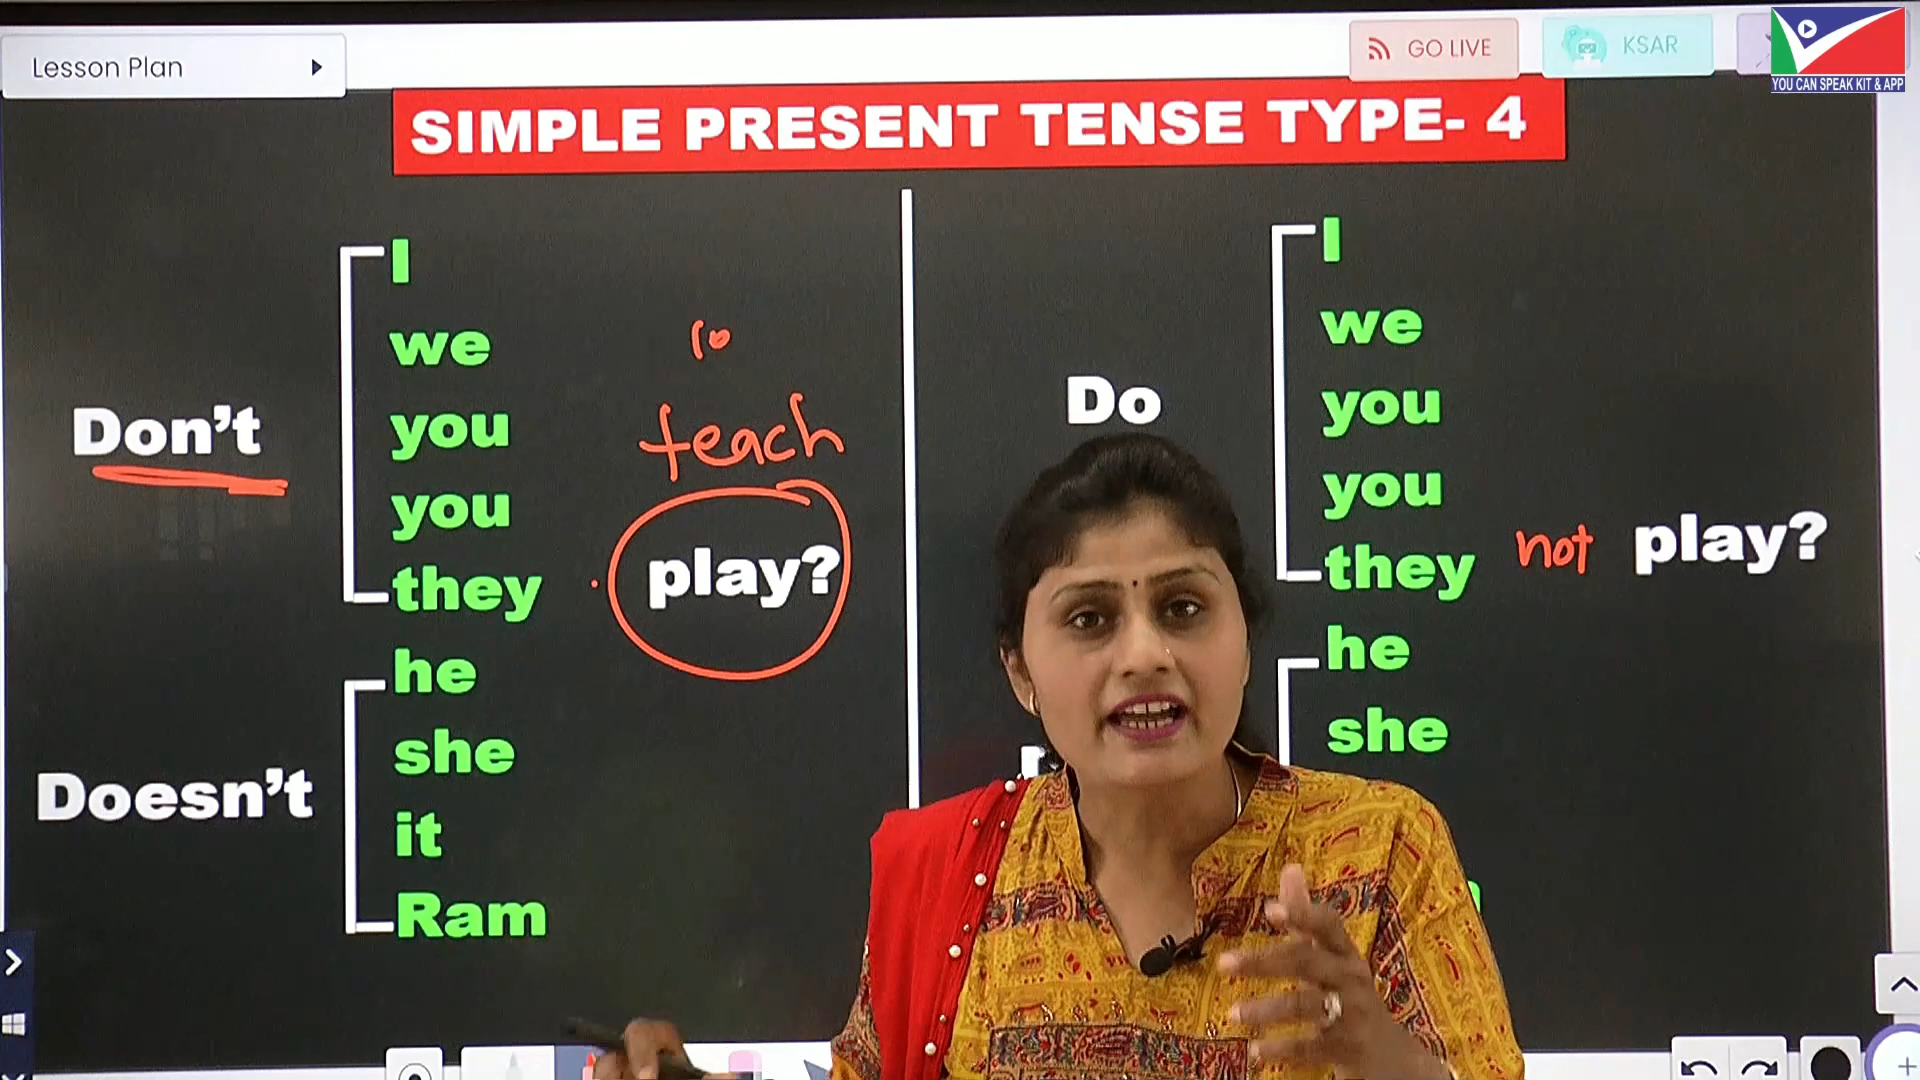 Lesson Plan
GO LIVE
KSAR
YOU CAN SPEAK KIT & APP
SIMPLE PRESENT TENSE TYPE- 4
Don't
I
we
you
you
they
10
teach
play?
Doesn't
he
she
it
Ram
Do
I
we
you
you
they
not play?
he
she